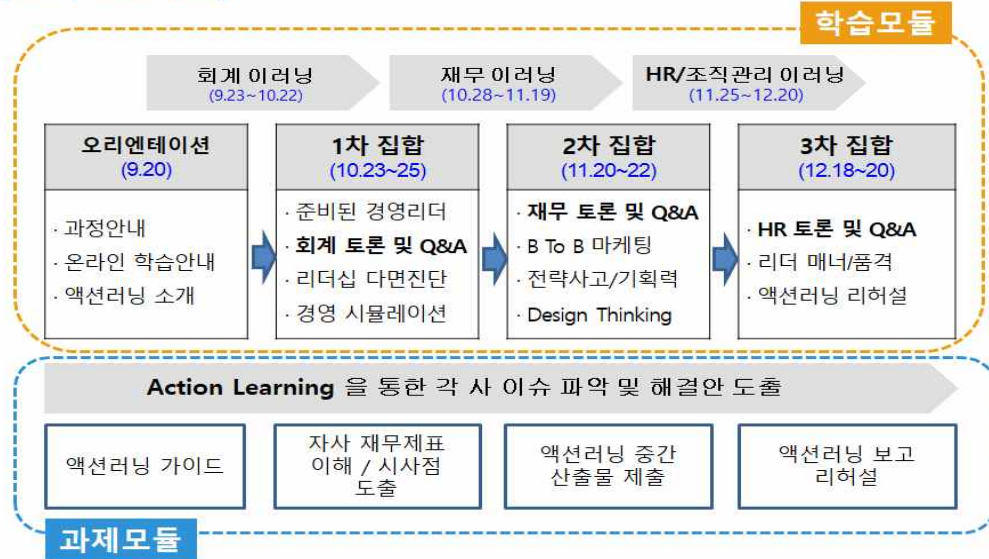 학습모듈
회계 이러닝
(9.23~10.22)
재무 이러닝
(10.28~11.19)
HR/조직관리 이러닝
(11.25~12.20)
오리엔테이션
(9.20)
· 과정안내
· 온라인 학습안내
· 액션러닝 소개
1차 집합
(10.23~25)
· 준비된 경영리더
· 회계 토론 및 Q&A
· 리더십 다면진단
· 경영 시뮬레이션
2차 집합
(11.20~22)
· 재무 토론 및 Q&A
· B To B 마케팅
· 전략사고/기획력
· Design Thinking
3차 집합
(12.18~20)
· HR 토론 및 Q&A
· 리더 매너/품격
· 액션러닝 리허설
Action Learning 을 통한 각 사 이슈 파악 및 해결안 도출
액션러닝 가이드
자사 재무제표
이해 / 시사점
도출
액션러닝 중간
산출물 제출
액션러닝 보고
리허설
과제모듈